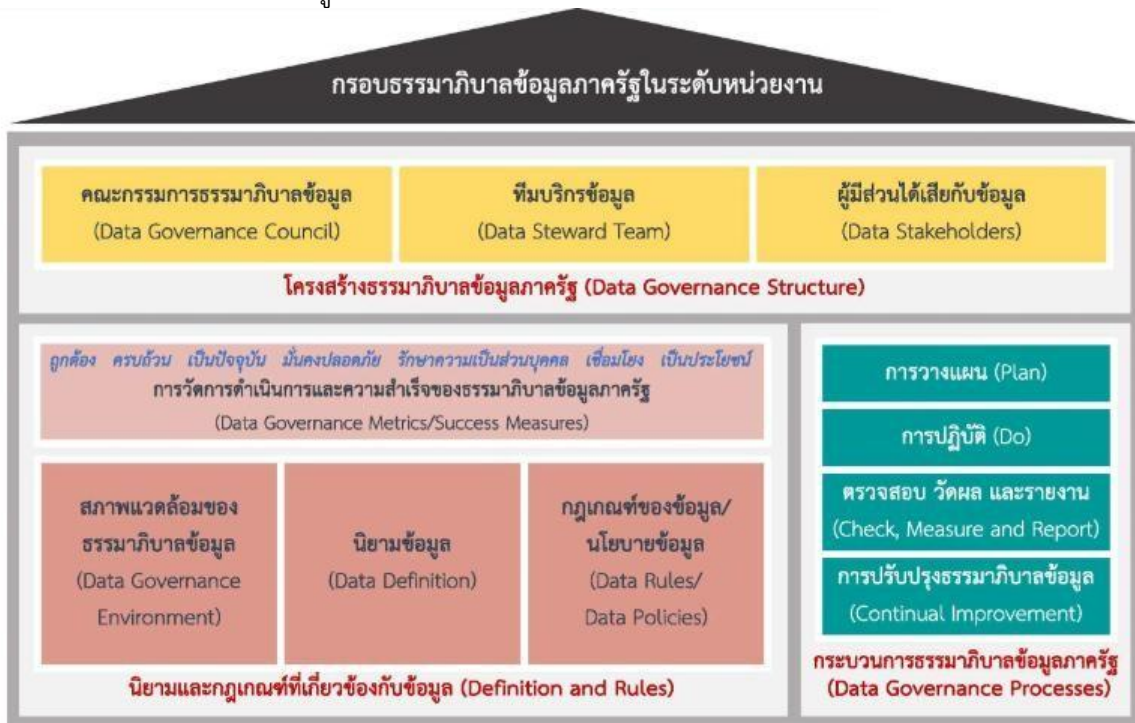 กรอบธรรมาภิบาลข้อมูลภาครัฐในระดับหน่วยงาน
คณะกรรมการธรรมาภิบาลข้อมูล
(Data Governance Council)
ทีมบริกรข้อมูล
(Data Steward Team)
ผู้มีส่วนได้เสียกับข้อมูล
(Data Stakeholders)
โครงสร้างธรรมาภิบาลข้อมูลภาครัฐ (Data Governance Structure)
ถูกต้อง ครบถ้วน เป็นปัจจุบัน มั่นคงปลอดภัย รักษาความเป็นส่วนบุคคล เชื่อมโยง เป็นประโยชน์
การวัดการดำเนินการและความสำเร็จของธรรมาภิบาลข้อมูลภาครัฐ
(Data Governance Metrics/Success Measures)
สภาพแวดล้อมของ
ธรรมาภิบาลข้อมูล
(Data Governance
Environment)
นิยามข้อมูล
(Data Definition)
กฎเกณฑ์ของข้อมูล/
นโยบายข้อมูล
(Data Rules/
Data Policies)
นิยามและกฎเกณฑ์ที่เกี่ยวข้องกับข้อมูล (Definition and Rules)
การวางแผน (Plan)
การปฏิบัติ (Do)
ตรวจสอบ วัดผล และรายงาน
(Check, Measure and Report)
การปรับปรุงธรรมาภิบาลข้อมูล
(Continual Improvement)
กระบวนการธรรมาภิบาลข้อมูลภาครัฐ
(Data Governance Processes)